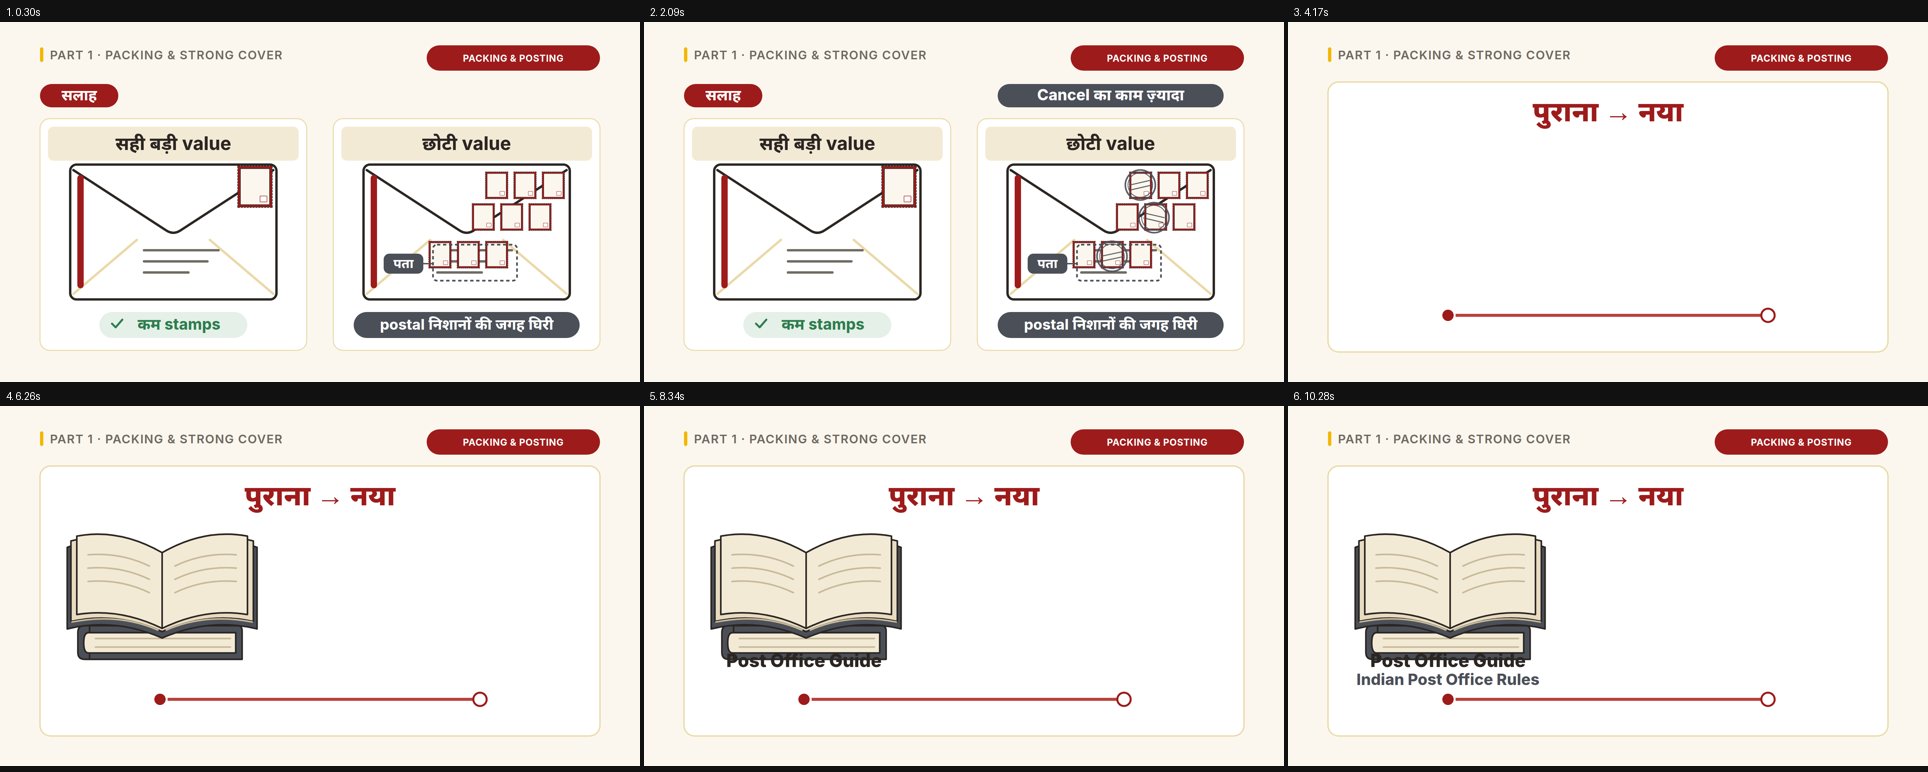 1. 0.30s
PART 1 · PACKING & STRONG COVER
PACKING & POSTING
सलाह
सही बड़ी value
छोटी value
पता
कम stamps
postal निशानों की जगह घिरी
2. 2.09s
PART 1 · PACKING & STRONG COVER
PACKING & POSTING
सलाह
Cancel का काम ज़्यादा
सही बड़ी value
छोटी value
पता
कम stamps
postal निशानों की जगह घिरी
3. 4.17s
PART 1 · PACKING & STRONG COVER
PACKING & POSTING
पुराना → नया
4. 6.26s
PART 1 · PACKING & STRONG COVER
PACKING & POSTING
पुराना → नया
5. 8.34s
PART 1 · PACKING & STRONG COVER
PACKING & POSTING
पुराना → नया
Post Office Guide
6. 10.28s
PART 1 · PACKING & STRONG COVER
PACKING & POSTING
पुराना → नया
Post Office Guide
Indian Post Office Rules